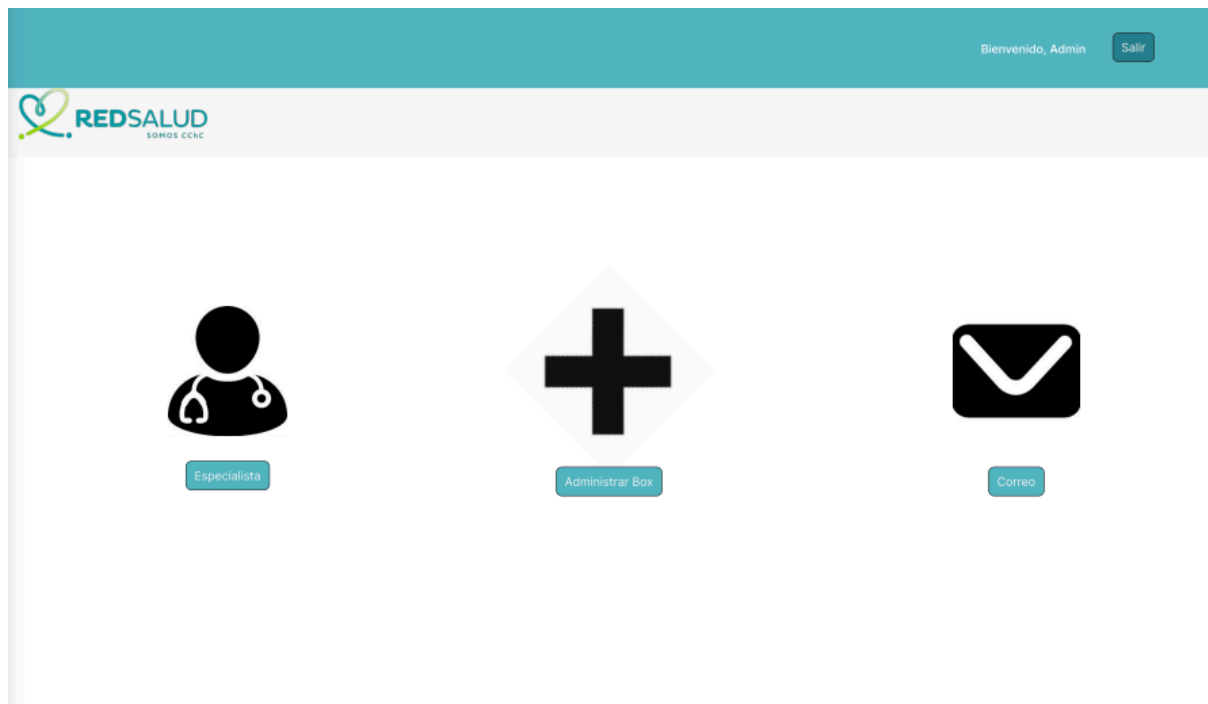 Bienvenido, Admin
Salir
REDSALUD
SOMOS CChC
Especialista
Administrar Box
Correo